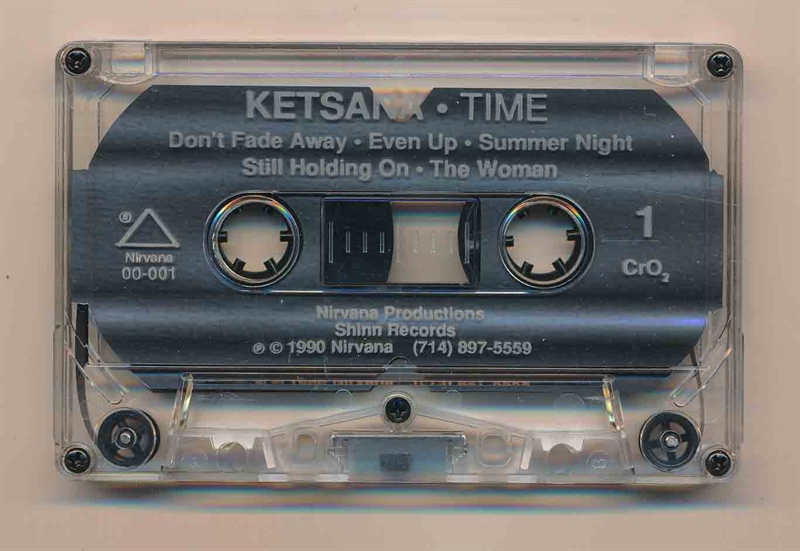 KETSANA • TIME
Don't Fade Away • Even Up • Summer Night
Still Holding On • The Woman
®
Nirvana
00-001
1
CrO₂
Nirvana Productions
Shinn Records
℗ © 1990 Nirvana (714) 897-5559